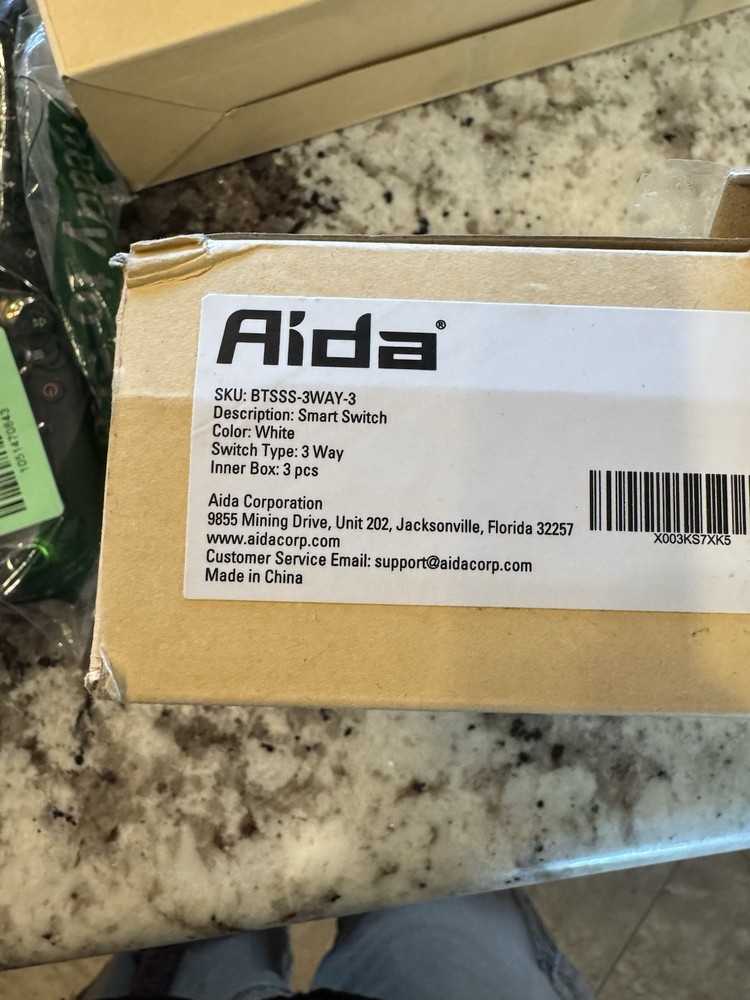 Aida®
SKU: BTSSS-3WAY-3
Description: Smart Switch
Color: White
Switch Type: 3 Way
Inner Box: 3 pcs
Aida Corporation
9855 Mining Drive, Unit 202, Jacksonville, Florida 32257
www.aidacorp.com
Customer Service Email: support@aidacorp.com
Made in China
X003KS7XK5
1051470843